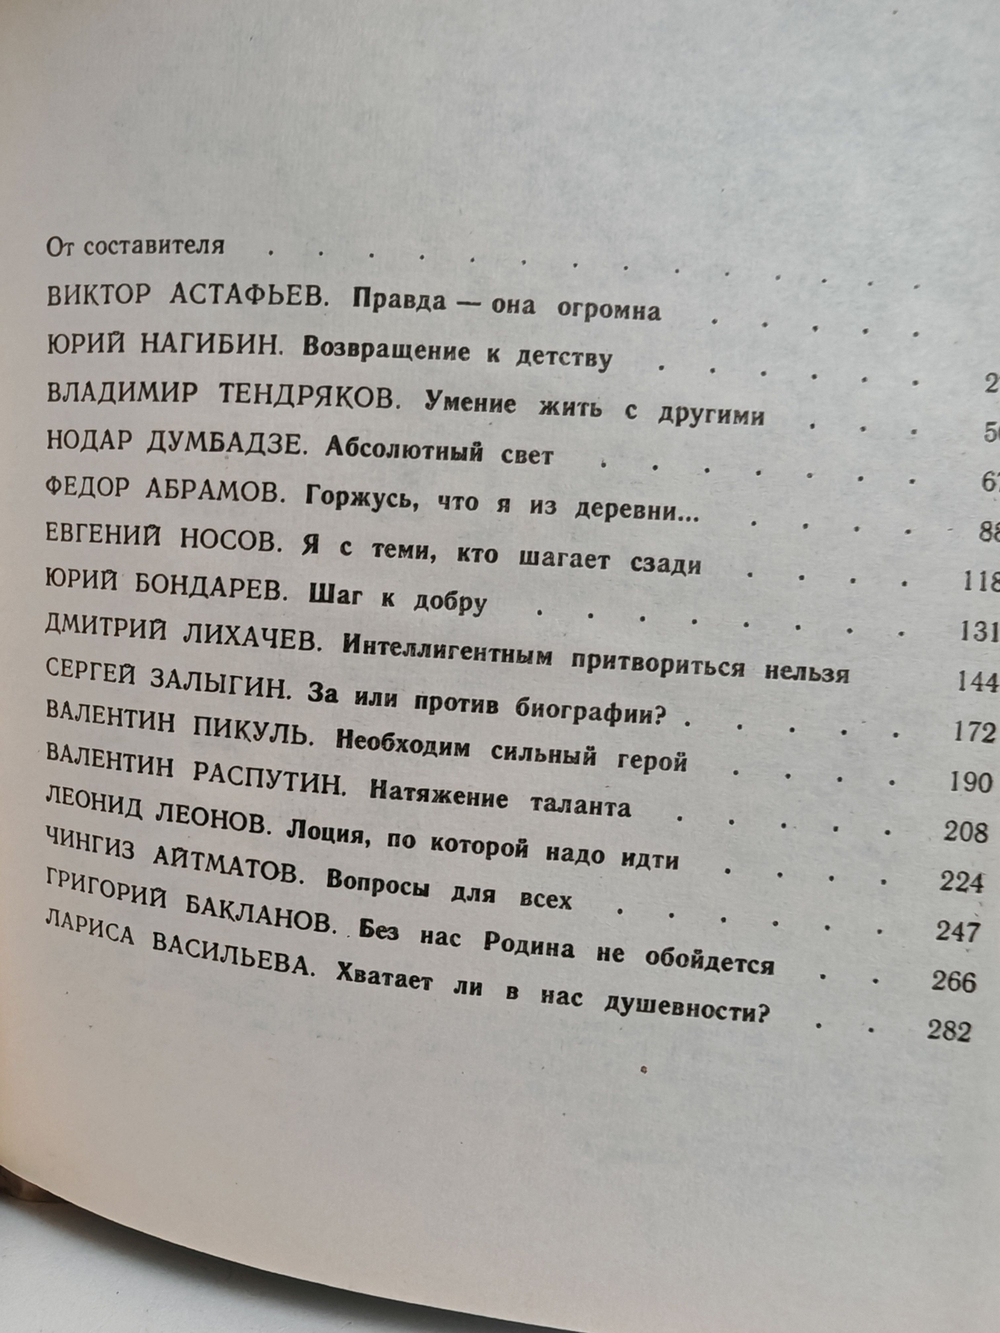 От составителя . . . . . . . . . . . . . .
ВИКТОР АСТАФЬЕВ. Правда — она огромна . . . . .
ЮРИЙ НАГИБИН. Возвращение к детству . . . . . .
ВЛАДИМИР ТЕНДРЯКОВ. Умение жить с другими . . .
НОДАР ДУМБАДЗЕ. Абсолютный свет . . . . . . .
ФЕДОР АБРАМОВ. Горжусь, что я из деревни... . . . . 88
ЕВГЕНИЙ НОСОВ. Я с теми, кто шагает сзади . . . . 118
ЮРИЙ БОНДАРЕВ. Шаг к добру . . . . . . . . 131
ДМИТРИЙ ЛИХАЧЕВ. Интеллигентным притвориться нельзя 144
СЕРГЕЙ ЗАЛЫГИН. За или против биографии? . . . . . 172
ВАЛЕНТИН ПИКУЛЬ. Необходим сильный герой . . . . 190
ВАЛЕНТИН РАСПУТИН. Натяжение таланта . . . . . 208
ЛЕОНИД ЛЕОНОВ. Лоция, по которой надо идти . . . . 224
ЧИНГИЗ АЙТМАТОВ. Вопросы для всех . . . . . . 247
ГРИГОРИЙ БАКЛАНОВ. Без нас Родина не обойдется . . 266
ЛАРИСА ВАСИЛЬЕВА. Хватает ли в нас душевности? . . 282